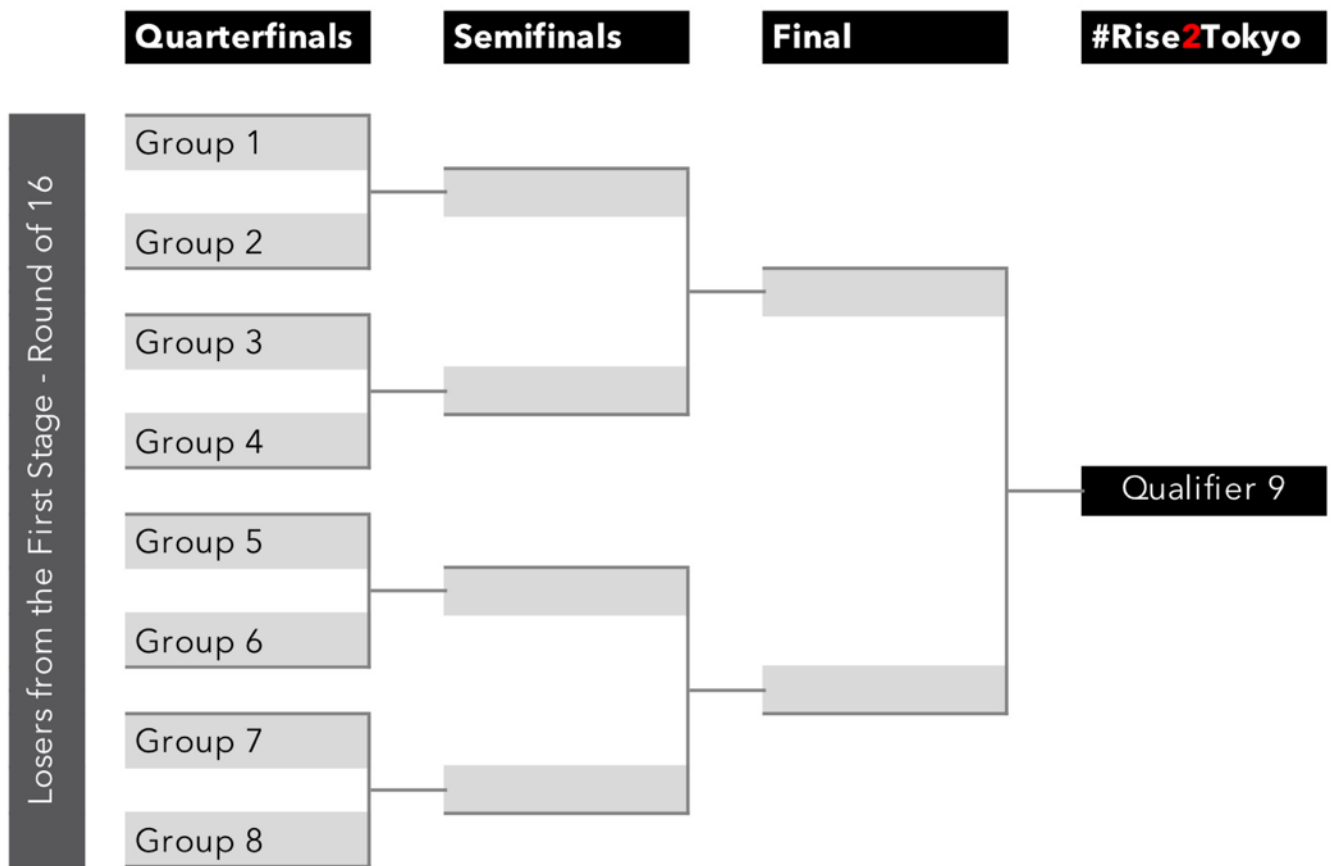 Quarterfinals
Semifinals
Final
#Rise2Tokyo
Losers from the First Stage - Round of 16
Group 1
Group 2
Group 3
Group 4
Group 5
Group 6
Group 7
Group 8
Qualifier 9